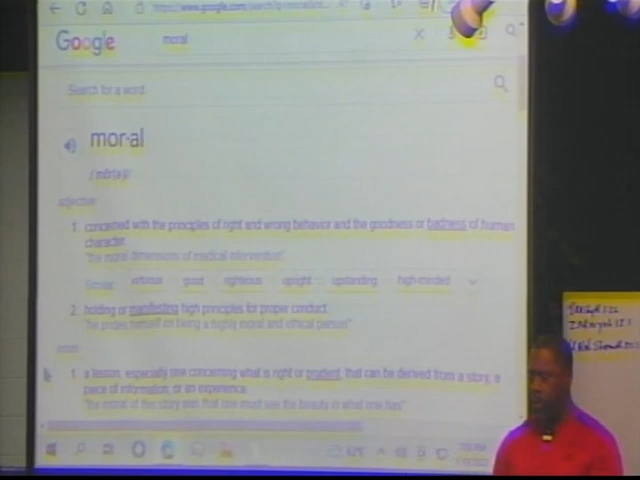 Google moral
Search for a word
mor·al
adjective
1. concerned with the principles of right and wrong behavior and the goodness or badness of human
character.
"the moral dimensions of medical intervention"
Similar: virtuous good righteous upright upstanding high-minded
2. holding or manifesting high principles for proper conduct.
"he prides himself on being a highly moral and ethical person"
noun
1. a lesson, especially one concerning what is right or prudent, that can be derived from a story, a
piece of information, or an experience.
"the moral of this story was that one must see the beauty in what one has"